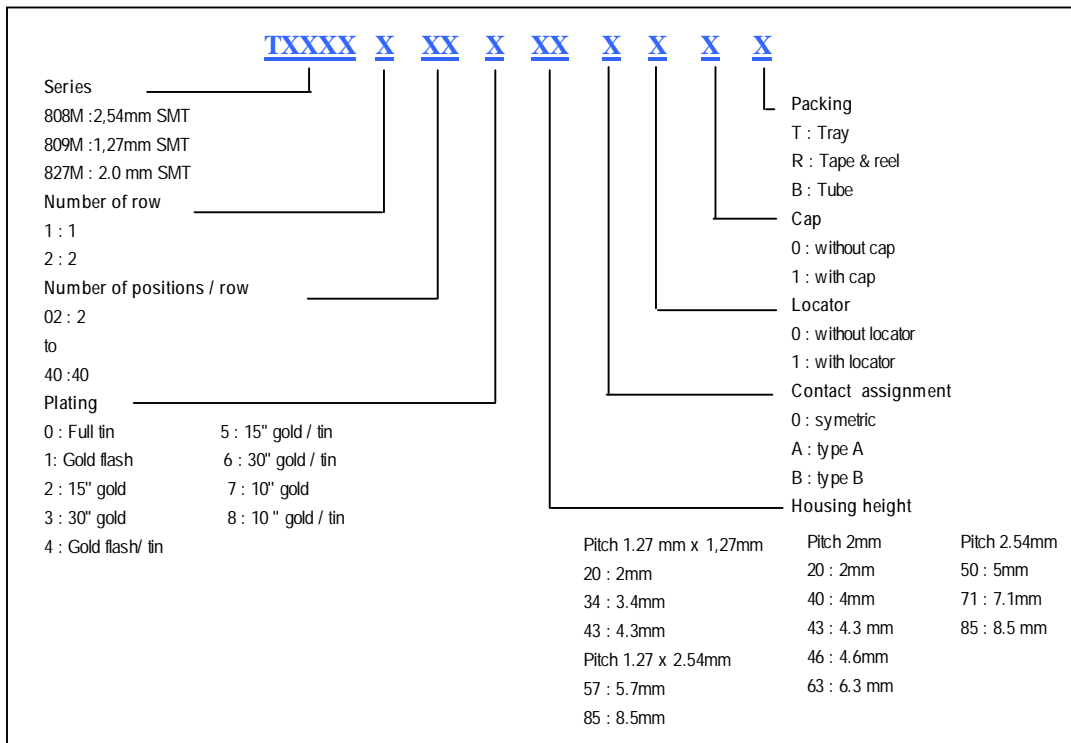 TXXXX X XX X XX X X X X
Series
808M :2,54mm SMT
809M :1,27mm SMT
827M : 2.0 mm SMT
Number of row
1 : 1
2 : 2
Number of positions / row
02 : 2
to
40 :40
Plating
0 : Full tin
1: Gold flash
2 : 15" gold
3 : 30" gold
4 : Gold flash/ tin
5 : 15" gold / tin
6 : 30" gold / tin
7 : 10" gold
8 : 10 " gold / tin
Packing
T : Tray
R : Tape & reel
B : Tube
Cap
0 : without cap
1 : with cap
Locator
0 : without locator
1 : with locator
Contact assignment
0 : symetric
A : type A
B : type B
Housing height
Pitch 1.27 mm x 1,27mm
20 : 2mm
34 : 3.4mm
43 : 4.3mm
Pitch 1.27 x 2.54mm
57 : 5.7mm
85 : 8.5mm
Pitch 2mm
20 : 2mm
40 : 4mm
43 : 4.3 mm
46 : 4.6mm
63 : 6.3 mm
Pitch 2.54mm
50 : 5mm
71 : 7.1mm
85 : 8.5 mm